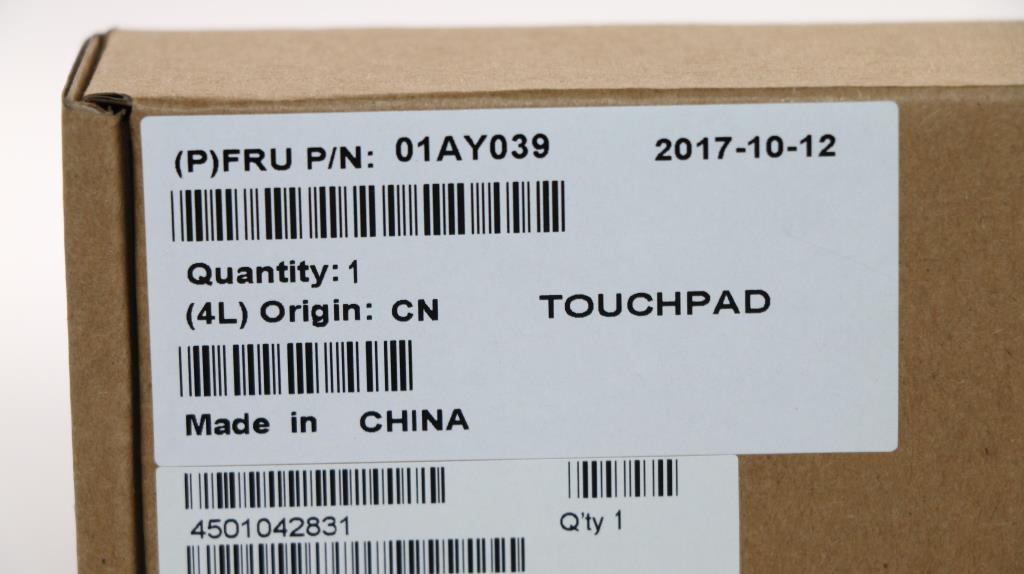 (P)FRU P/N: 01AY039 2017-10-12
Quantity: 1
(4L) Origin: CN TOUCHPAD
Made in CHINA
4501042831 Q'ty 1